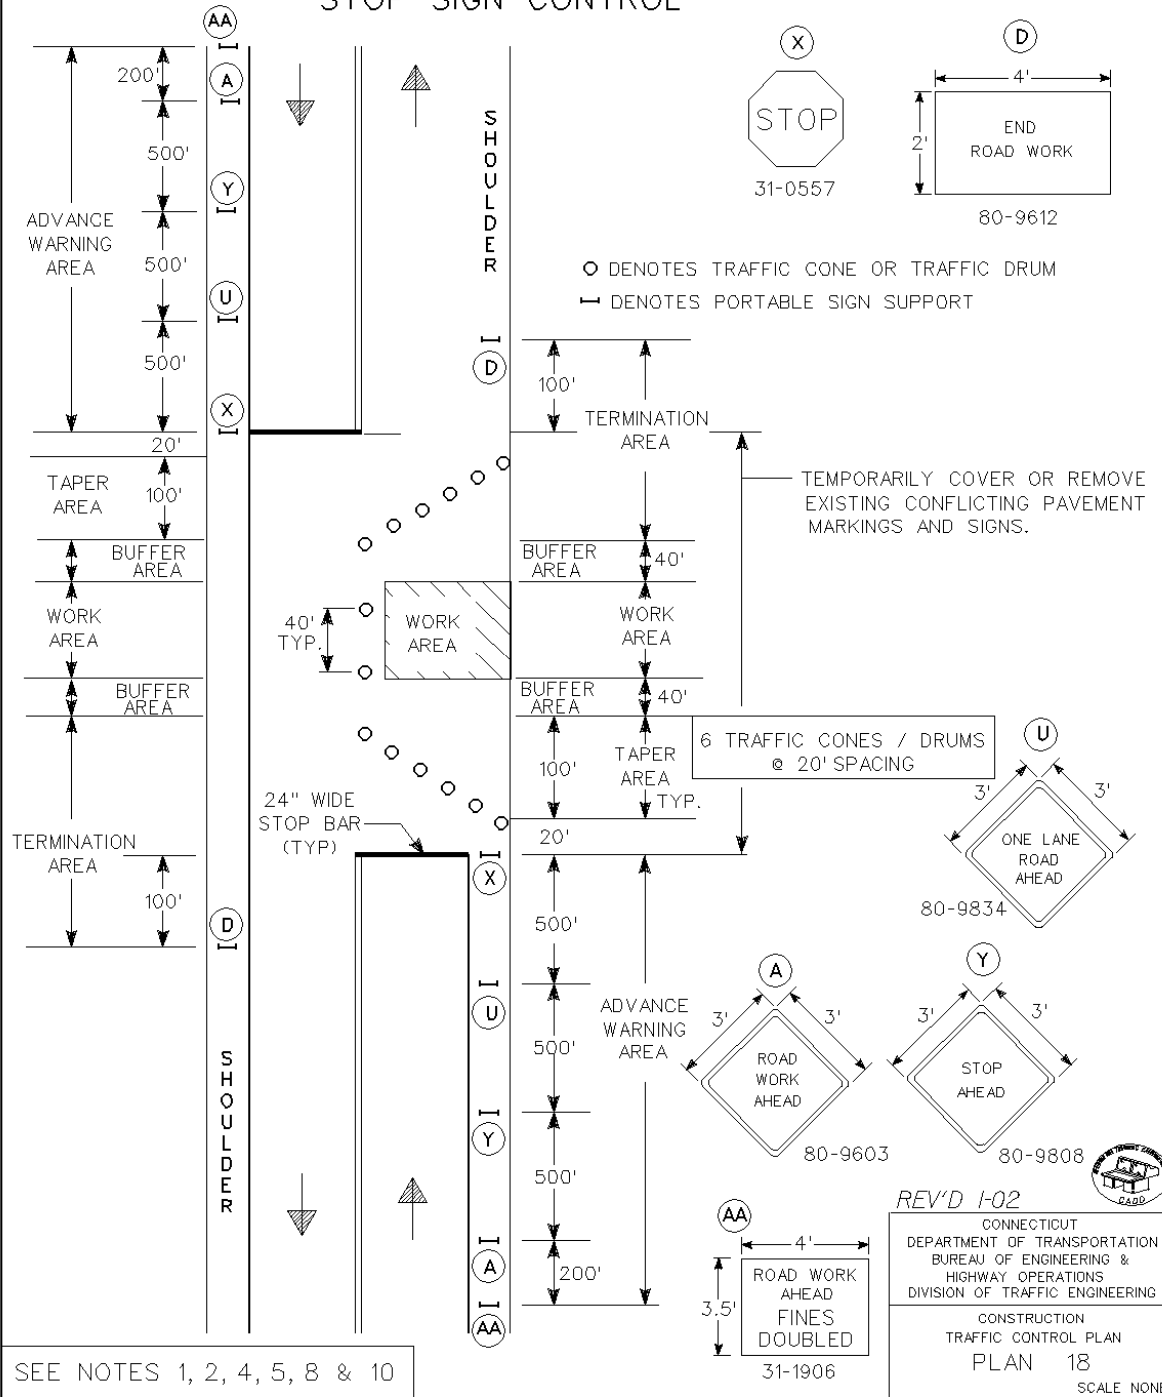 STOP SIGN CONTROL
AA
200'
A
500'
Y
500'
U
500'
X
20'
ADVANCE
WARNING
AREA
TAPER
AREA
100'
BUFFER
AREA
WORK
AREA
BUFFER
AREA
TERMINATION
AREA
100'
D
SHOULDER
SHOULDER
40'
TYP.
WORK
AREA
24" WIDE
STOP BAR
(TYP)
D
100'
TERMINATION
AREA
BUFFER
AREA
40'
WORK
AREA
BUFFER
AREA
40'
100'
TAPER
AREA
TYP.
20'
X
500'
U
500'
Y
500'
A
200'
AA
ADVANCE
WARNING
AREA
X
STOP
31-0557
D
4'
2'
END
ROAD WORK
80-9612
DENOTES TRAFFIC CONE OR TRAFFIC DRUM
DENOTES PORTABLE SIGN SUPPORT
TEMPORARILY COVER OR REMOVE
EXISTING CONFLICTING PAVEMENT
MARKINGS AND SIGNS.
6 TRAFFIC CONES / DRUMS
@ 20' SPACING
U
3'
3'
ONE LANE
ROAD
AHEAD
80-9834
A
3'
3'
ROAD
WORK
AHEAD
80-9603
Y
3'
3'
STOP
AHEAD
80-9808
AA
4'
3.5'
ROAD WORK
AHEAD
FINES
DOUBLED
31-1906
CADD
REV'D 1-02
CONNECTICUT
DEPARTMENT OF TRANSPORTATION
BUREAU OF ENGINEERING &
HIGHWAY OPERATIONS
DIVISION OF TRAFFIC ENGINEERING
CONSTRUCTION
TRAFFIC CONTROL PLAN
PLAN 18
SCALE NONE
SEE NOTES 1, 2, 4, 5, 8 & 10